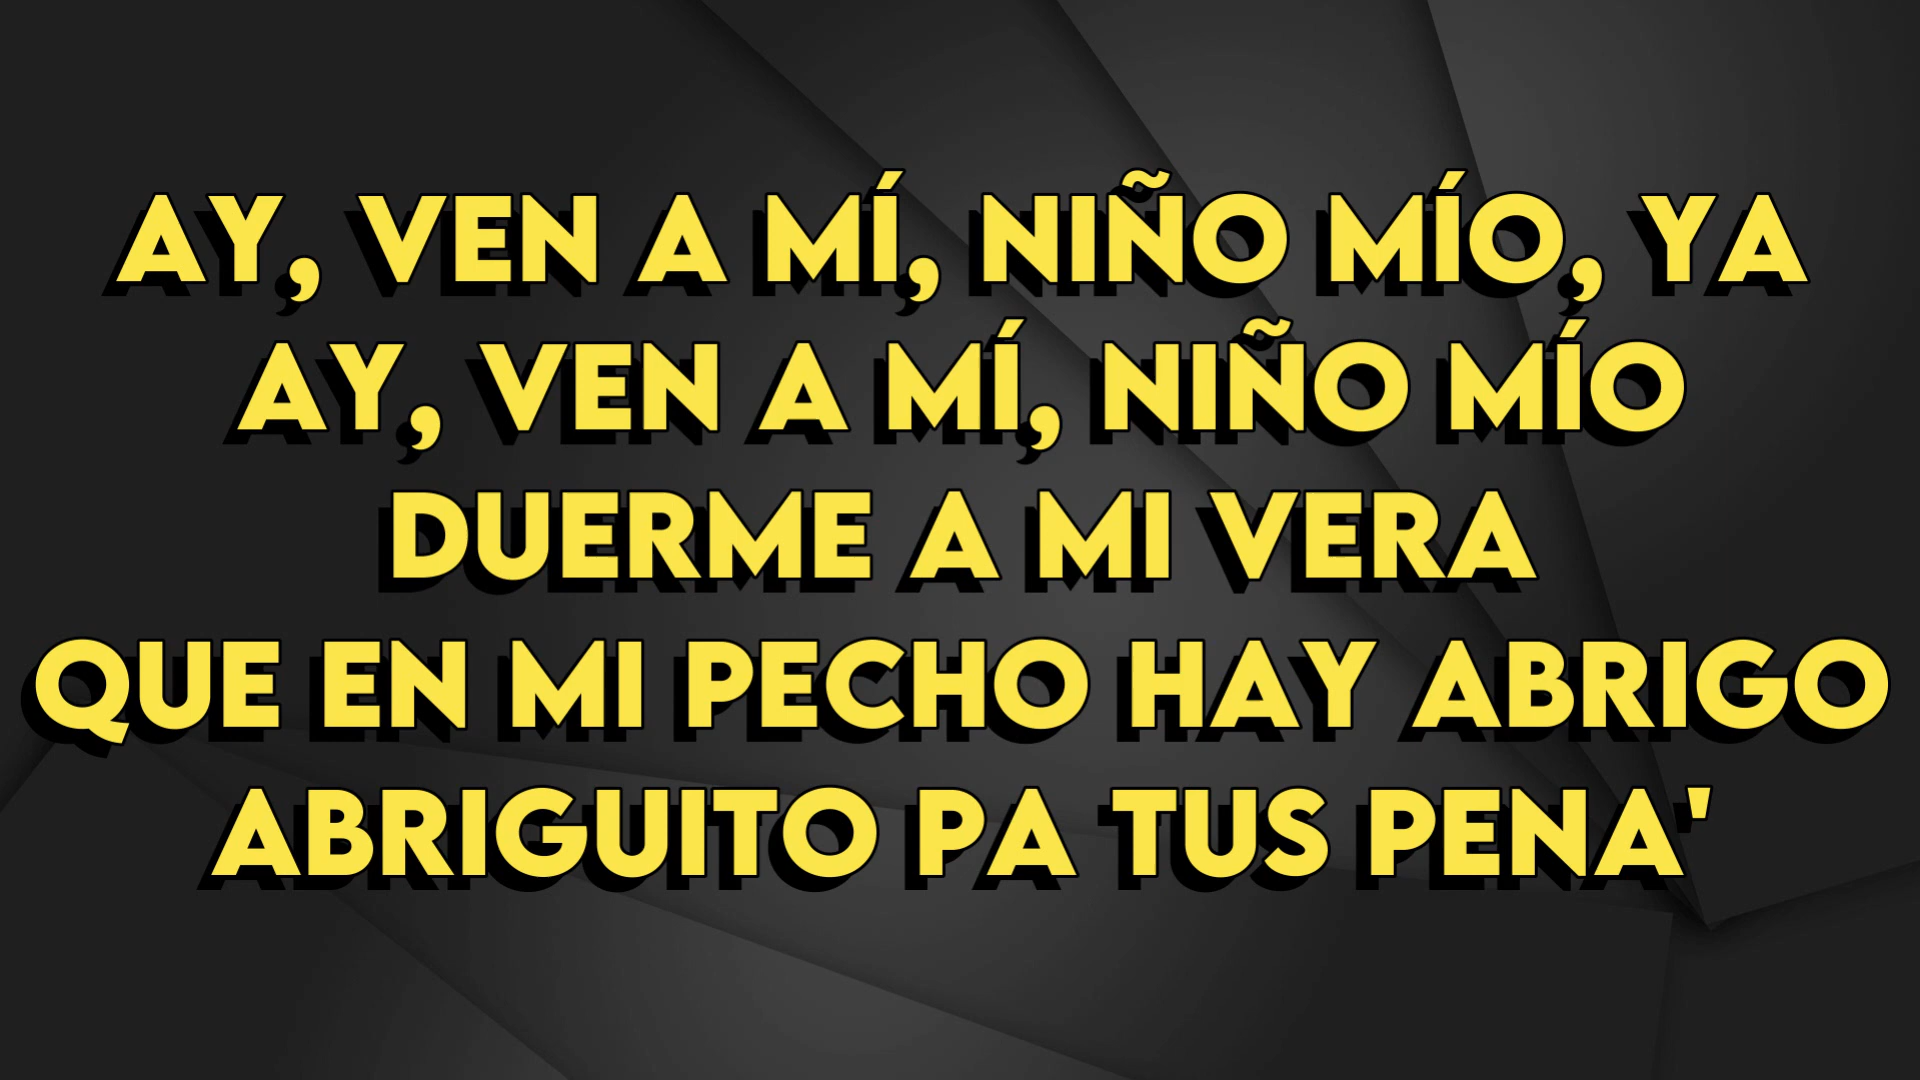 AY, VEN A MÍ, NIÑO MÍO, YA
AY, VEN A MÍ, NIÑO MÍO
DUERME A MI VERA
QUE EN MI PECHO HAY ABRIGO
ABRIGUITO PA TUS PENA'